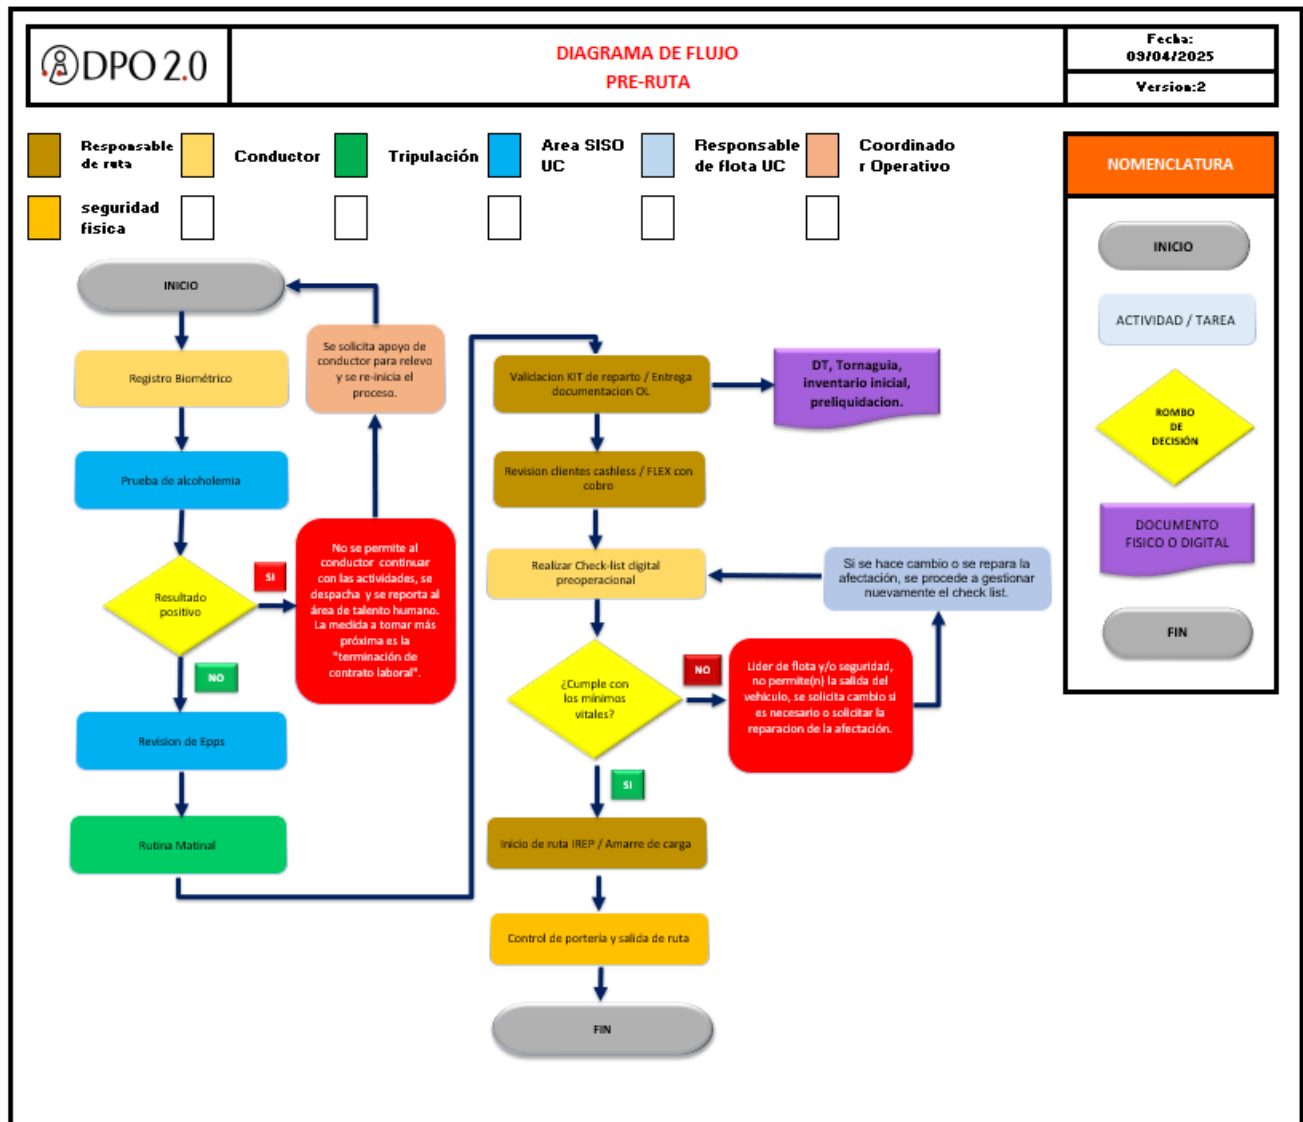 DPO 2.0
DIAGRAMA DE FLUJO
PRE-RUTA
Fecha:
09/04/2025
Version:2
Responsable
de ruta
Conductor
Tripulación
Area SISO
UC
Responsable
de flota UC
Coordinado
r Operativo
seguridad
fisica
NOMENCLATURA
INICIO
ACTIVIDAD / TAREA
ROMBO
DE
DECISIÓN
DOCUMENTO
FISICO O DIGITAL
FIN
INICIO
Registro Biométrico
Prueba de alcoholemia
Resultado
positivo
SI
No se permite al
conductor continuar
con las actividades, se
despacha y se reporta al
área de talento humano.
La medida a tomar más
próxima es la
"terminación de
contrato laboral".
Se solicita apoyo de
conductor para relevo
y se re-inicia el
proceso.
NO
Revision de Epps
Rutina Matinal
Validacion KIT de reparto / Entrega
documentacion OL
DT, Tornaguia,
inventario inicial,
preliquidacion.
Revision clientes cashless / FLEX con
cobro
Realizar Check-list digital
preoperacional
Si se hace cambio o se repara la
afectación, se procede a gestionar
nuevamente el check list.
¿Cumple con
los mínimos
vitales?
NO
Lider de flota y/o seguridad,
no permite(n) la salida del
vehiculo, se solicita cambio si
es necesario o solicitar la
reparacion de la afectación.
SI
Inicio de ruta IREP / Amarre de carga
Control de portería y salida de ruta
FIN